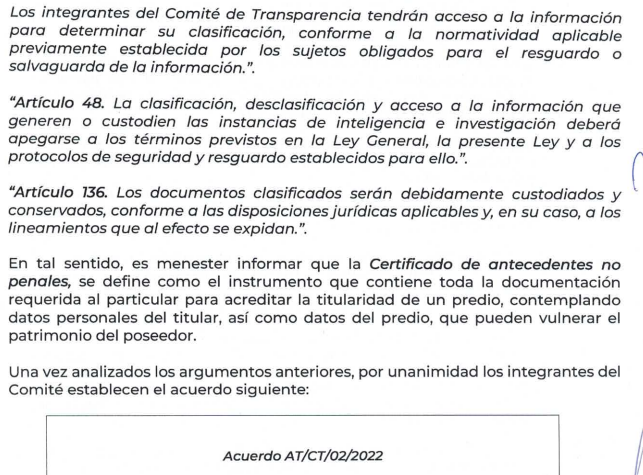 Los integrantes del Comité de Transparencia tendrán acceso a la información
para determinar su clasificación, conforme a la normatividad aplicable
previamente establecida por los sujetos obligados para el resguardo o
salvaguarda de la información.”.
“Artículo 48. La clasificación, desclasificación y acceso a la información que
generen o custodien las instancias de inteligencia e investigación deberá
apegarse a los términos previstos en la Ley General, la presente Ley y a los
protocolos de seguridad y resguardo establecidos para ello.”.
“Artículo 136. Los documentos clasificados serán debidamente custodiados y
conservados, conforme a las disposiciones jurídicas aplicables y, en su caso, a los
lineamientos que al efecto se expidan.”.
En tal sentido, es menester informar que la Certificado de antecedentes no
penales, se define como el instrumento que contiene toda la documentación
requerida al particular para acreditar la titularidad de un predio, contemplando
datos personales del titular, así como datos del predio, que pueden vulnerar el
patrimonio del poseedor.
Una vez analizados los argumentos anteriores, por unanimidad los integrantes del
Comité establecen el acuerdo siguiente:
Acuerdo AT/CT/02/2022